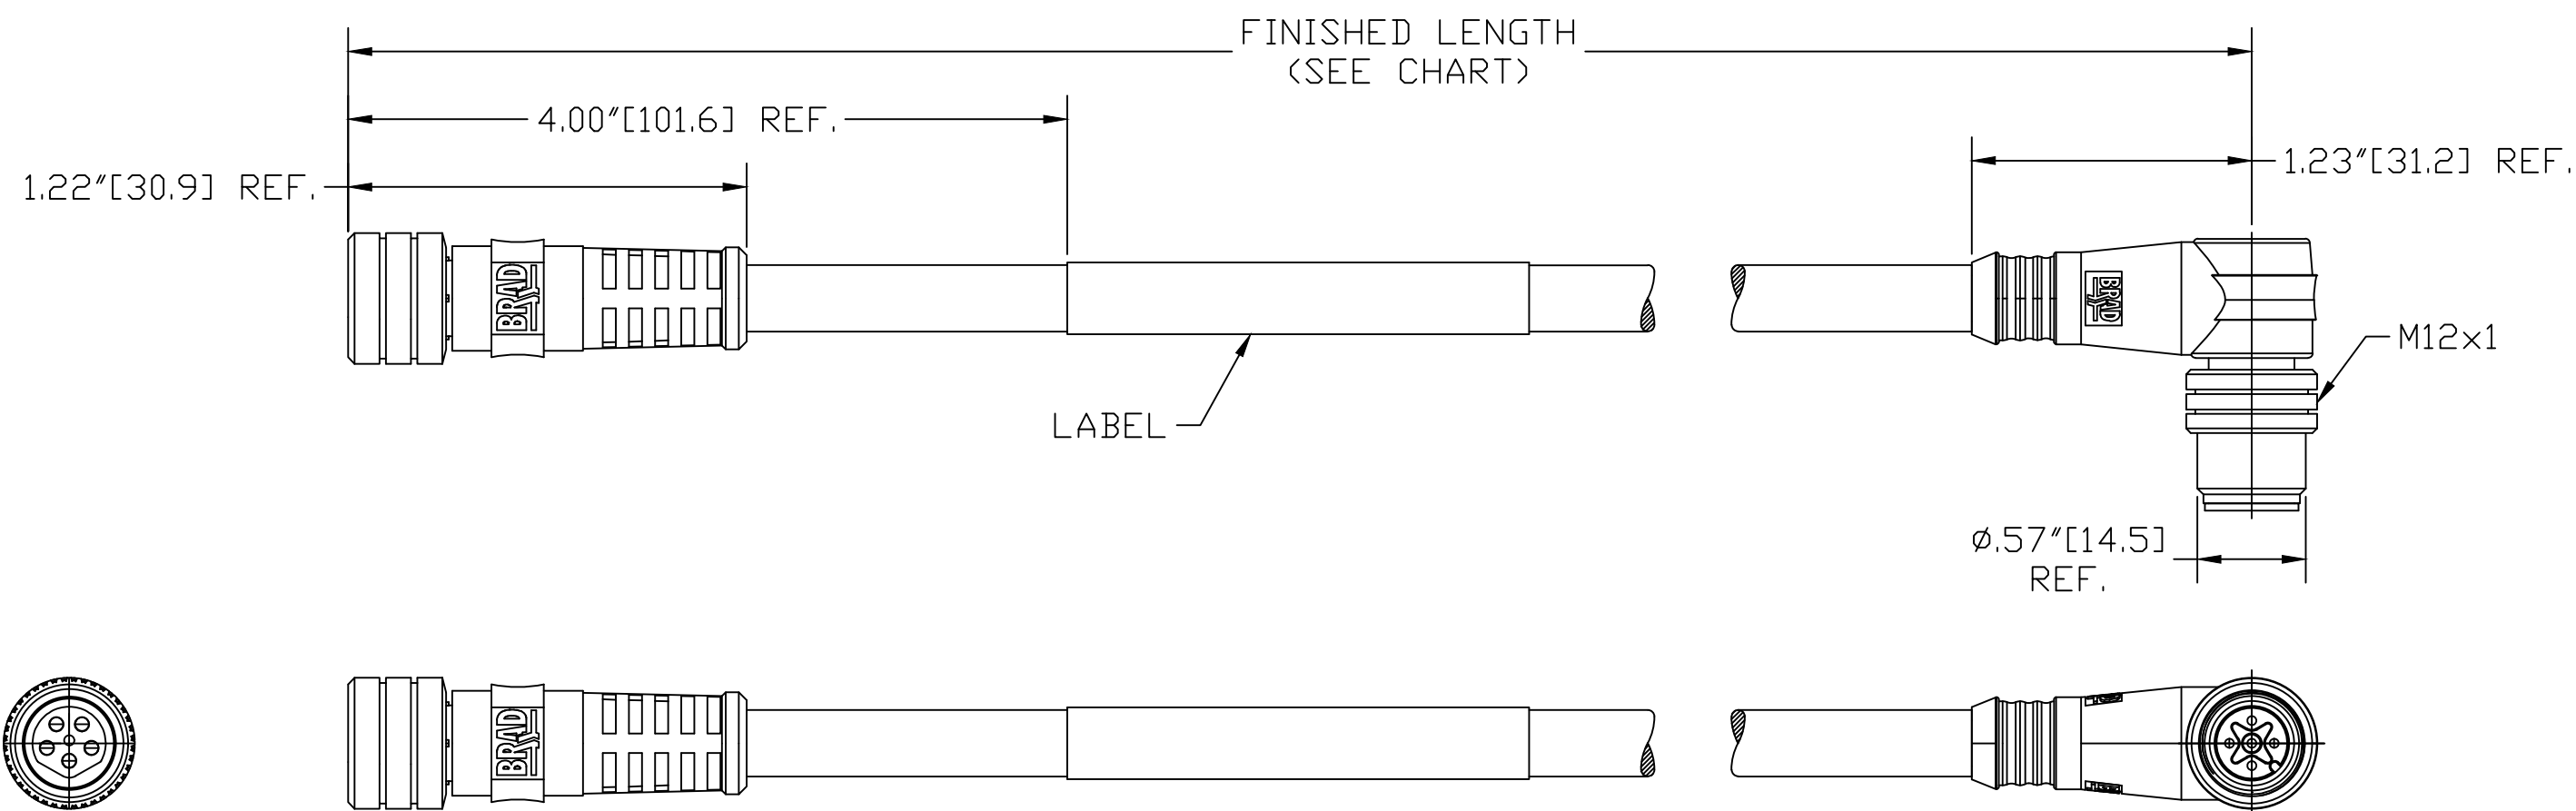 FINISHED LENGTH
(SEE CHART)
4.00"[101.6] REF.
1.22"[30.9] REF.
1.23"[31.2] REF.
BRAD
BRAD
M12x1
LABEL
Ø.57"[14.5]
REF.
BRAD